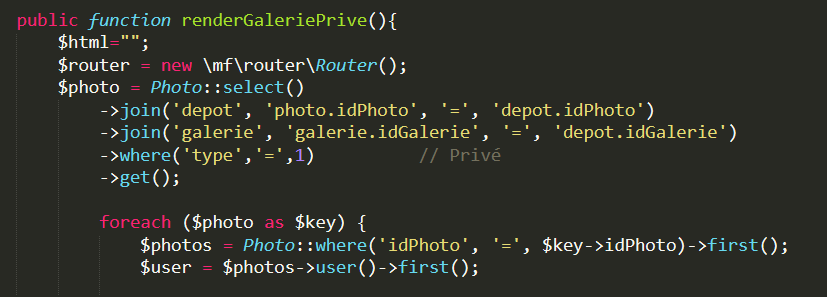 public function renderGaleriePrive(){
$html="";
$router = new \mf\router\Router();
$photo = Photo::select()
->join('depot', 'photo.idPhoto', '=', 'depot.idPhoto')
->join('galerie', 'galerie.idGalerie', '=', 'depot.idGalerie')
->where('type','=',1) // Privé
->get();
foreach ($photo as $key) {
$photos = Photo::where('idPhoto', '=', $key->idPhoto)->first();
$user = $photos->user()->first();